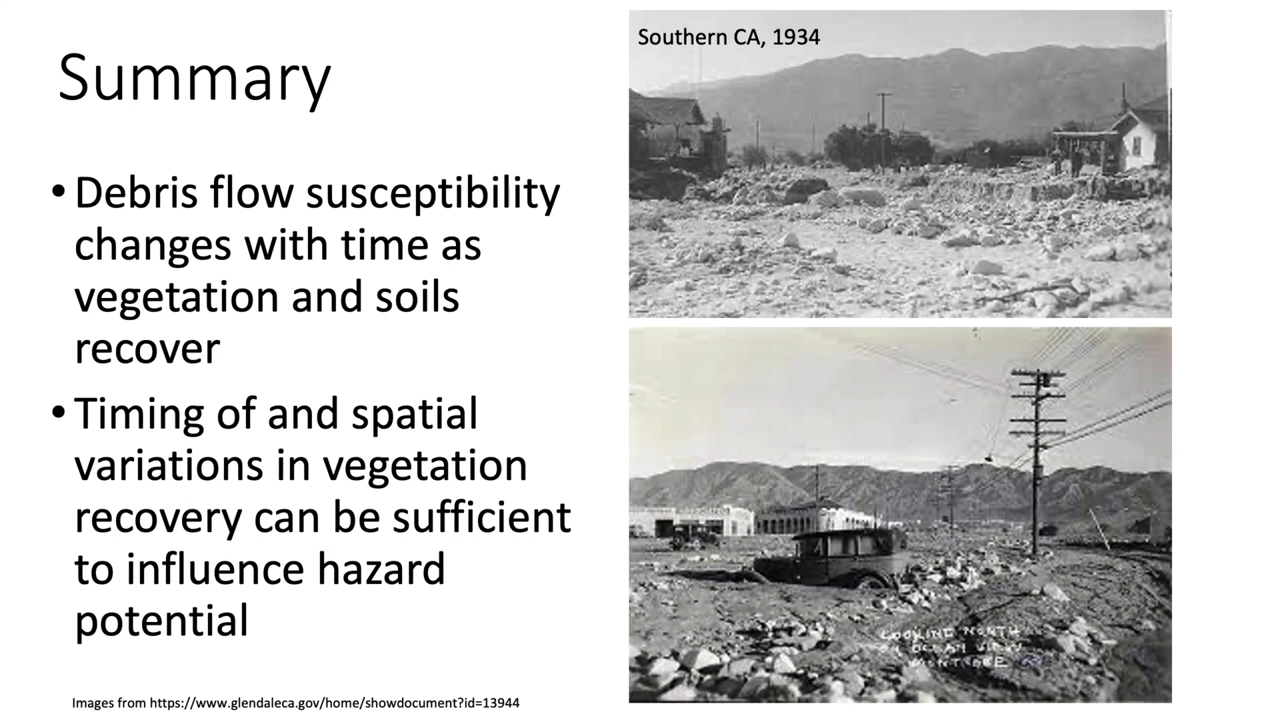 Summary
• Debris flow susceptibility
changes with time as
vegetation and soils
recover
• Timing of and spatial
variations in vegetation
recovery can be sufficient
to influence hazard
potential
Images from https://www.glendaleca.gov/home/showdocument?id=13944
Southern CA, 1934
LOOKING NORTH
ON OCEAN VIEW
MONTROSE